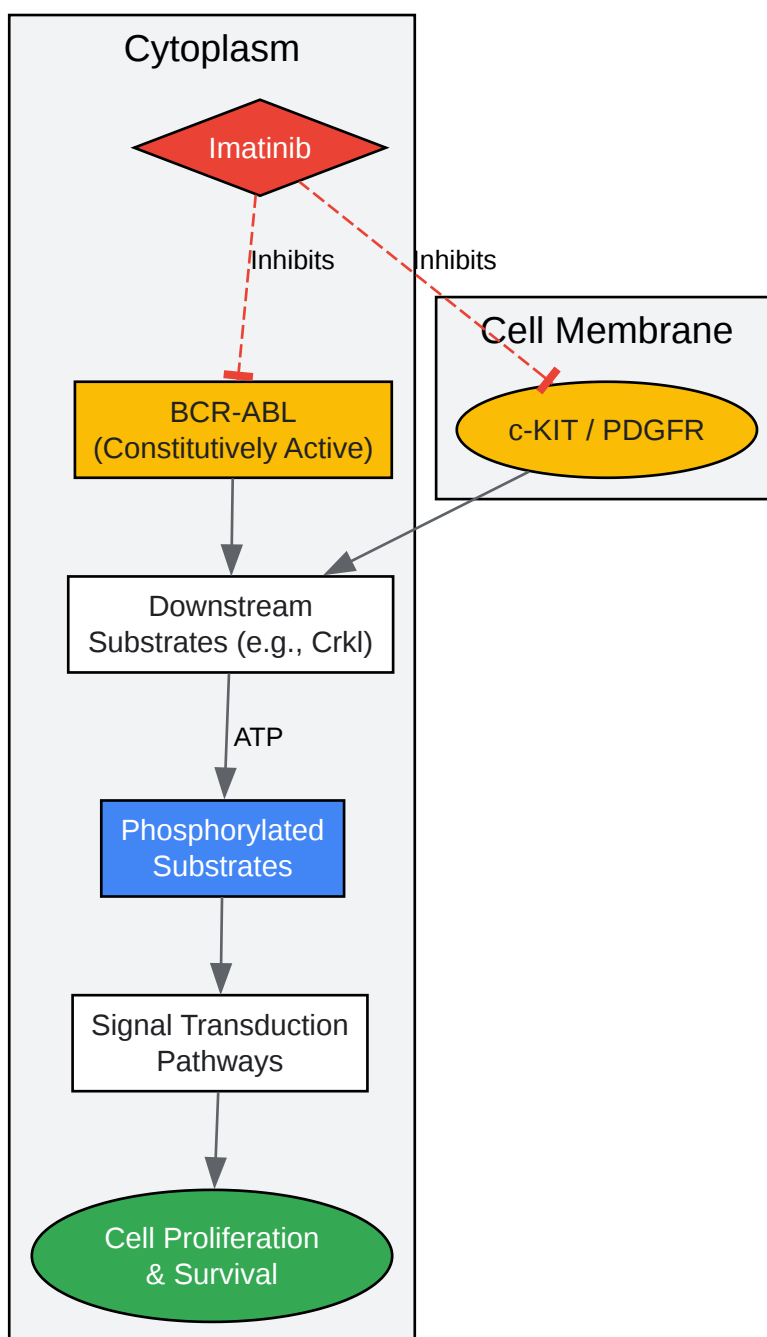 Cytoplasm
Imatinib
Inhibits
Inhibits
Cell Membrane
BCR-ABL
(Constitutively Active)
c-KIT / PDGFR
Downstream
Substrates (e.g., Crkl)
ATP
Phosphorylated
Substrates
Signal Transduction
Pathways
Cell Proliferation
& Survival